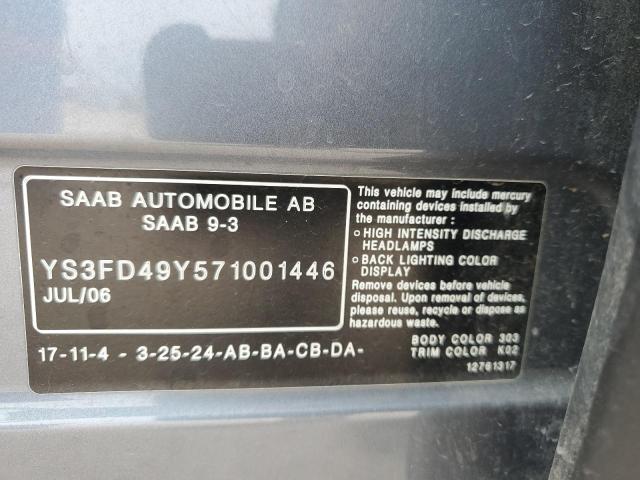 SAAB AUTOMOBILE AB
SAAB 9-3
YS3FD49Y571001446
JUL/06
17-11-4 - 3-25-24-AB-BA-CB-DA-
This vehicle may include mercury
containing devices installed by
the manufacturer :
○ HIGH INTENSITY DISCHARGE
HEADLAMPS
○ BACK LIGHTING COLOR
DISPLAY
Remove devices before vehicle
disposal. Upon removal of devices,
please reuse, recycle or dispose as
hazardous waste.
BODY COLOR 303
TRIM COLOR K02
12761317